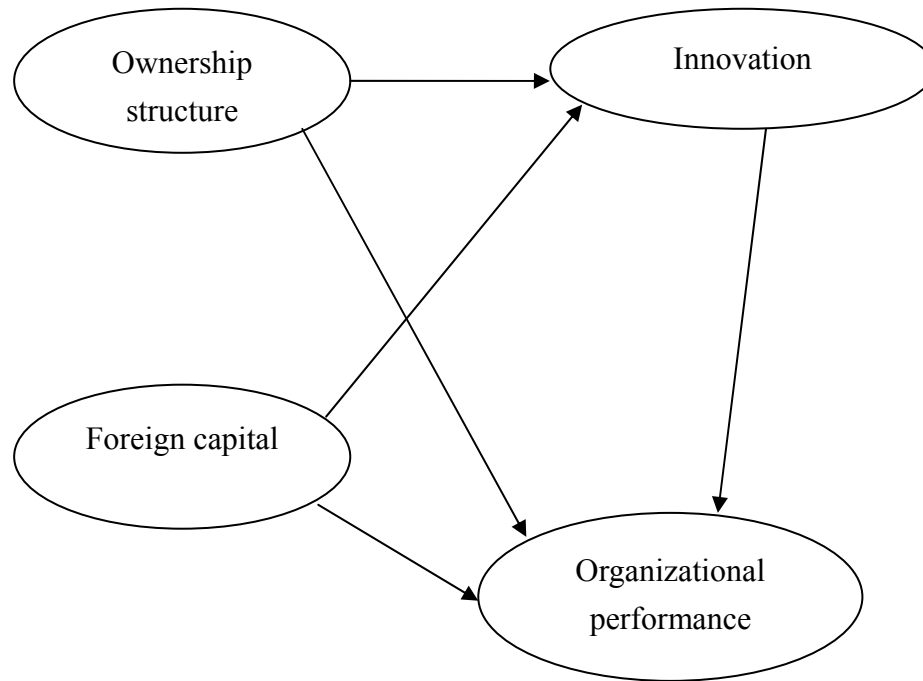 Ownership
structure
Innovation
Foreign capital
Organizational
performance